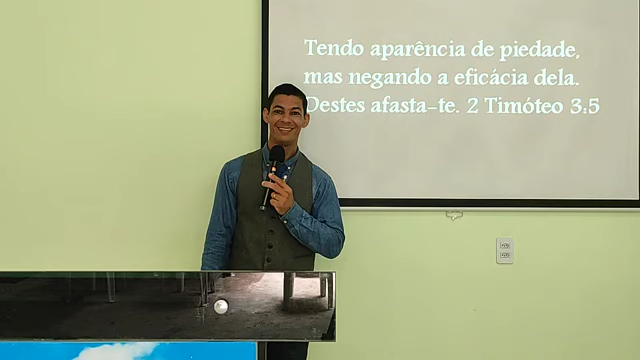 Tendo aparência de piedade,
mas negando a eficácia dela.
Destes afasta-te. 2 Timóteo 3:5